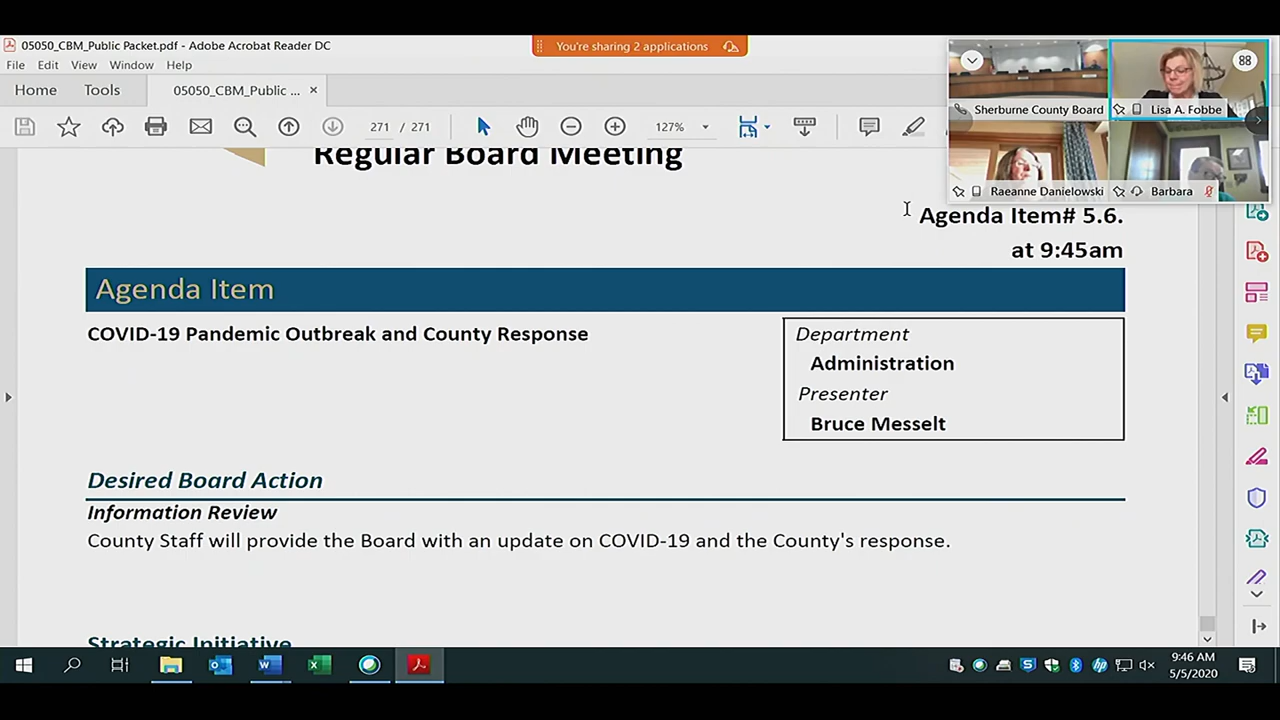 05050_CBM_Public Packet.pdf - Adobe Acrobat Reader DC
You're sharing 2 applications
File Edit View Window Help
Home Tools 05050_CBM_Public ... ×
271 / 271 127%
88
Sherburne County Board Lisa A. Fobbe
Raeanne Danielowski Barbara
Regular Board Meeting
Agenda Item# 5.6.
at 9:45am
Agenda Item
COVID-19 Pandemic Outbreak and County Response
Department
Administration
Presenter
Bruce Messelt
Desired Board Action
Information Review
County Staff will provide the Board with an update on COVID-19 and the County's response.
Strategic Initiative
9:46 AM
5/5/2020